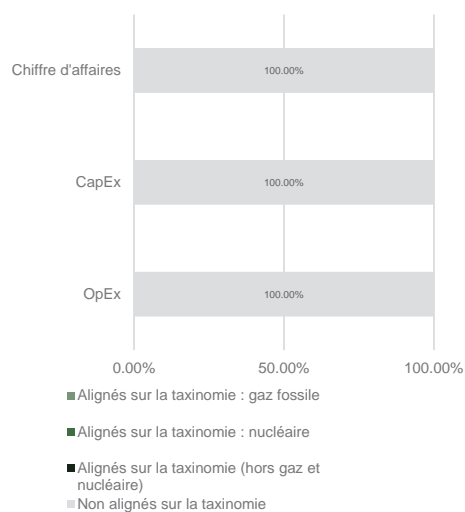 Chiffre d'affaires
100.00%
CapEx
100.00%
OpEx
100.00%
0.00% 50.00% 100.00%
Alignés sur la taxinomie : gaz fossile
Alignés sur la taxinomie : nucléaire
Alignés sur la taxinomie (hors gaz et
nucléaire)
Non alignés sur la taxinomie